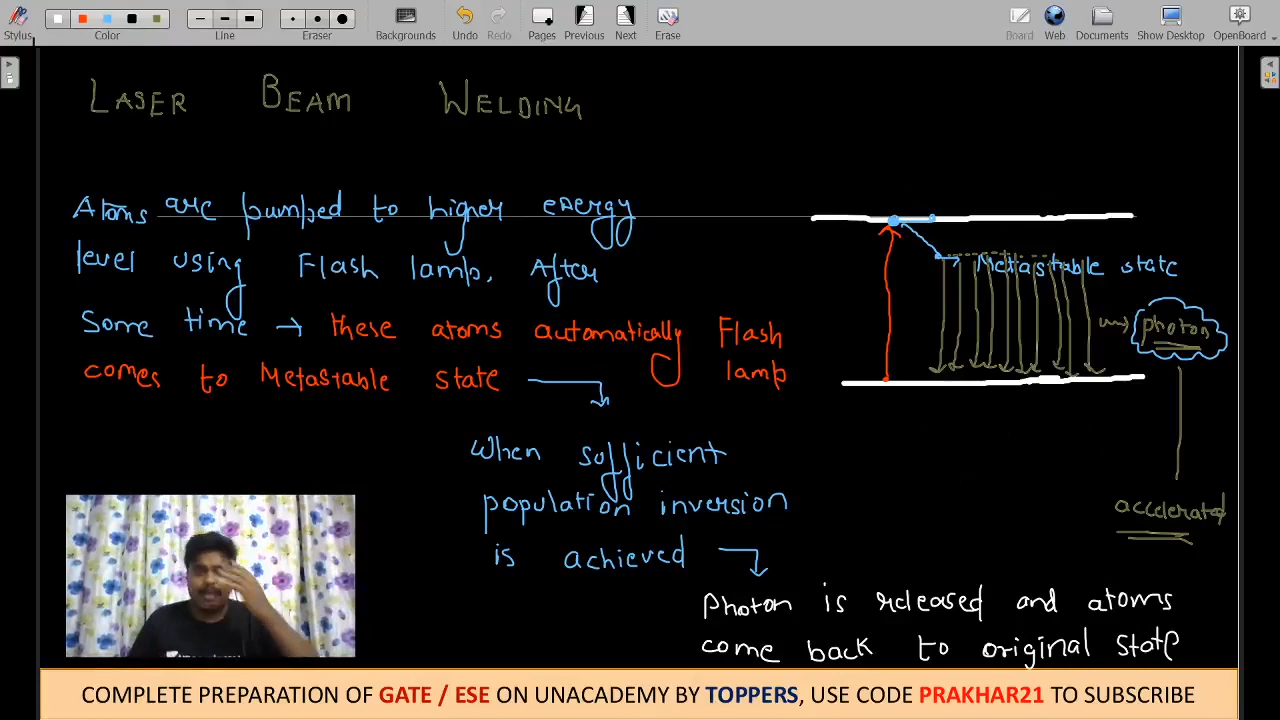 Stylus
Color
Line
Eraser
Backgrounds
Undo
Redo
Pages
Previous
Next
Erase
Board
Web
Documents
Show Desktop
OpenBoard
LASER BEAM WELDING
Atoms are pumped to higher energy
level using Flash lamp. After
Some time → these atoms automatically
comes to Metastable state
Flash
lamp
When sufficient
population inversion
is achieved
Photon is released and atoms
come back to original state
Metastable state
photon
accelerated
COMPLETE PREPARATION OF GATE / ESE ON UNACADEMY BY TOPPERS, USE CODE PRAKHAR21 TO SUBSCRIBE